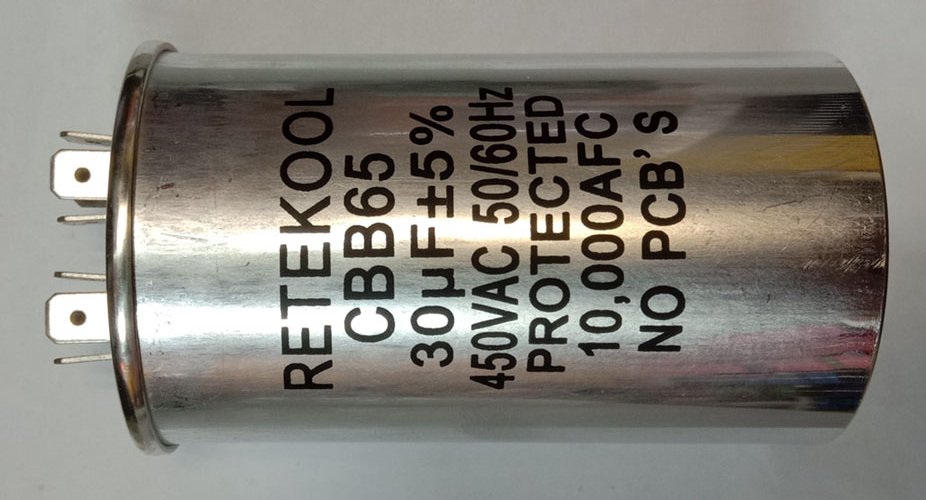 RETEKOOL
CBB65
30µF±5%
450VAC 50/60Hz
PROTECTED
10,000AFC
NO PCB'S